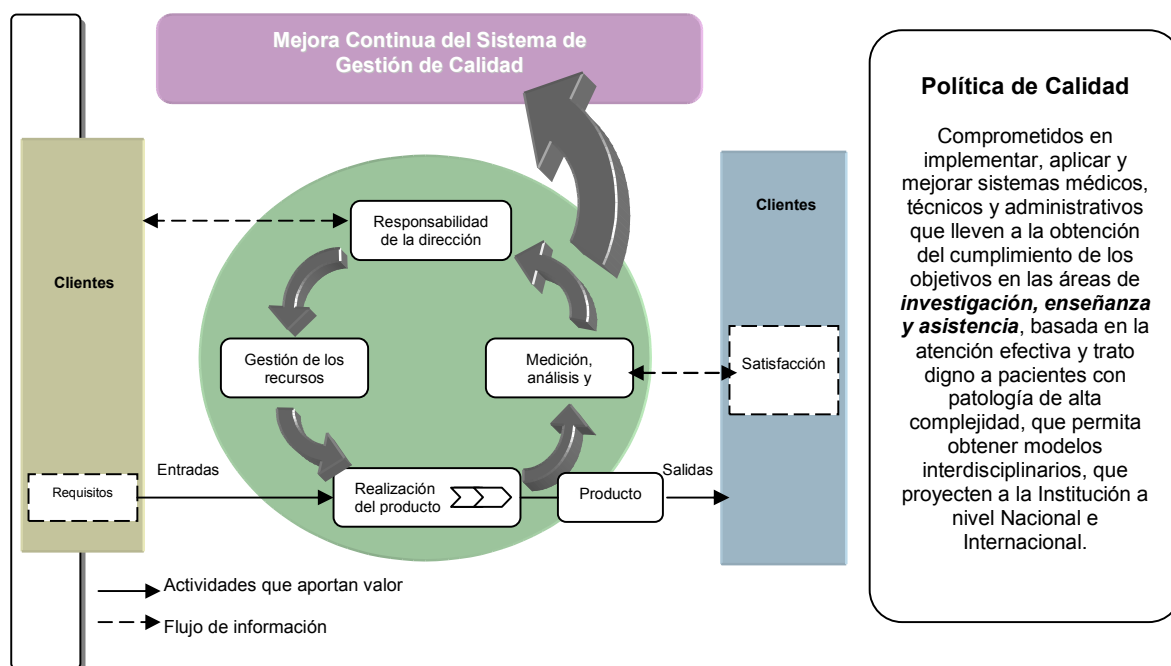 Mejora Continua del Sistema de
Gestión de Calidad
Clientes
Requisitos
Entradas
Responsabilidad
de la dirección
Gestión de los
recursos
Medición,
análisis y
Realización
del producto
Producto
Salidas
Clientes
Satisfacción
Actividades que aportan valor
Flujo de información
Política de Calidad
Comprometidos en
implementar, aplicar y
mejorar sistemas médicos,
técnicos y administrativos
que lleven a la obtención
del cumplimiento de los
objetivos en las áreas de
investigación, enseñanza
y asistencia, basada en la
atención efectiva y trato
digno a pacientes con
patología de alta
complejidad, que permita
obtener modelos
interdisciplinarios, que
proyecten a la Institución a
nivel Nacional e
Internacional.